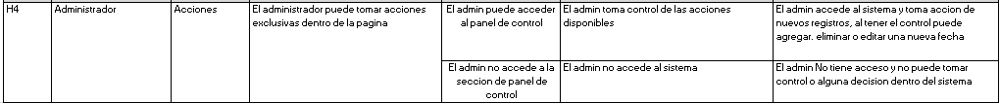 H4
Administrador
Acciones
El administrador puede tomar acciones
exclusivas dentro de la pagina
El admin puede acceder
al panel de control
El admin toma control de las acciones
disponibles
El admin accede al sistema y toma accion de
nuevos registros, al tener el control puede
agregar. eliminar o editar una nueva fecha
El admin no accede a la
seccion de panel de
control
El admin no accede al sistema
El admin No tiene acceso y no puede tomar
control o alguna decision dentro del sistema